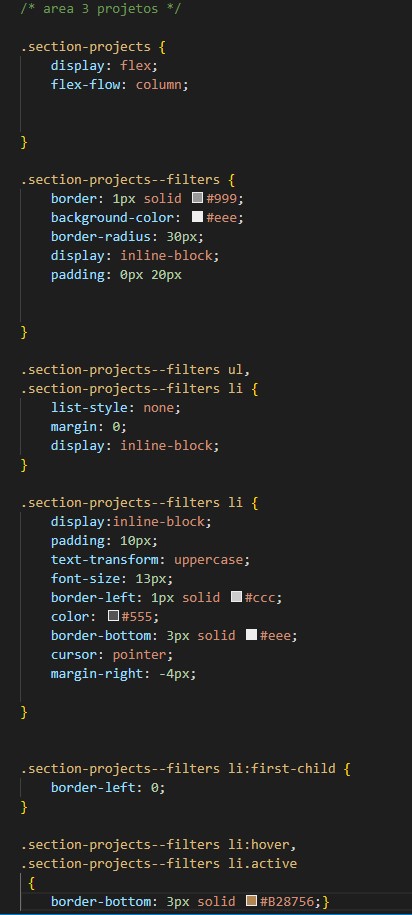 /* area 3 projetos */
.section-projects {
display: flex;
flex-flow: column;
}
.section-projects--filters {
border: 1px solid #999;
background-color: #eee;
border-radius: 30px;
display: inline-block;
padding: 0px 20px
}
.section-projects--filters ul,
.section-projects--filters li {
list-style: none;
margin: 0;
display: inline-block;
}
.section-projects--filters li {
display:inline-block;
padding: 10px;
text-transform: uppercase;
font-size: 13px;
border-left: 1px solid #ccc;
color: #555;
border-bottom: 3px solid #eee;
cursor: pointer;
margin-right: -4px;
}
.section-projects--filters li:first-child {
border-left: 0;
}
.section-projects--filters li:hover,
.section-projects--filters li.active
{
border-bottom: 3px solid #B28756;}